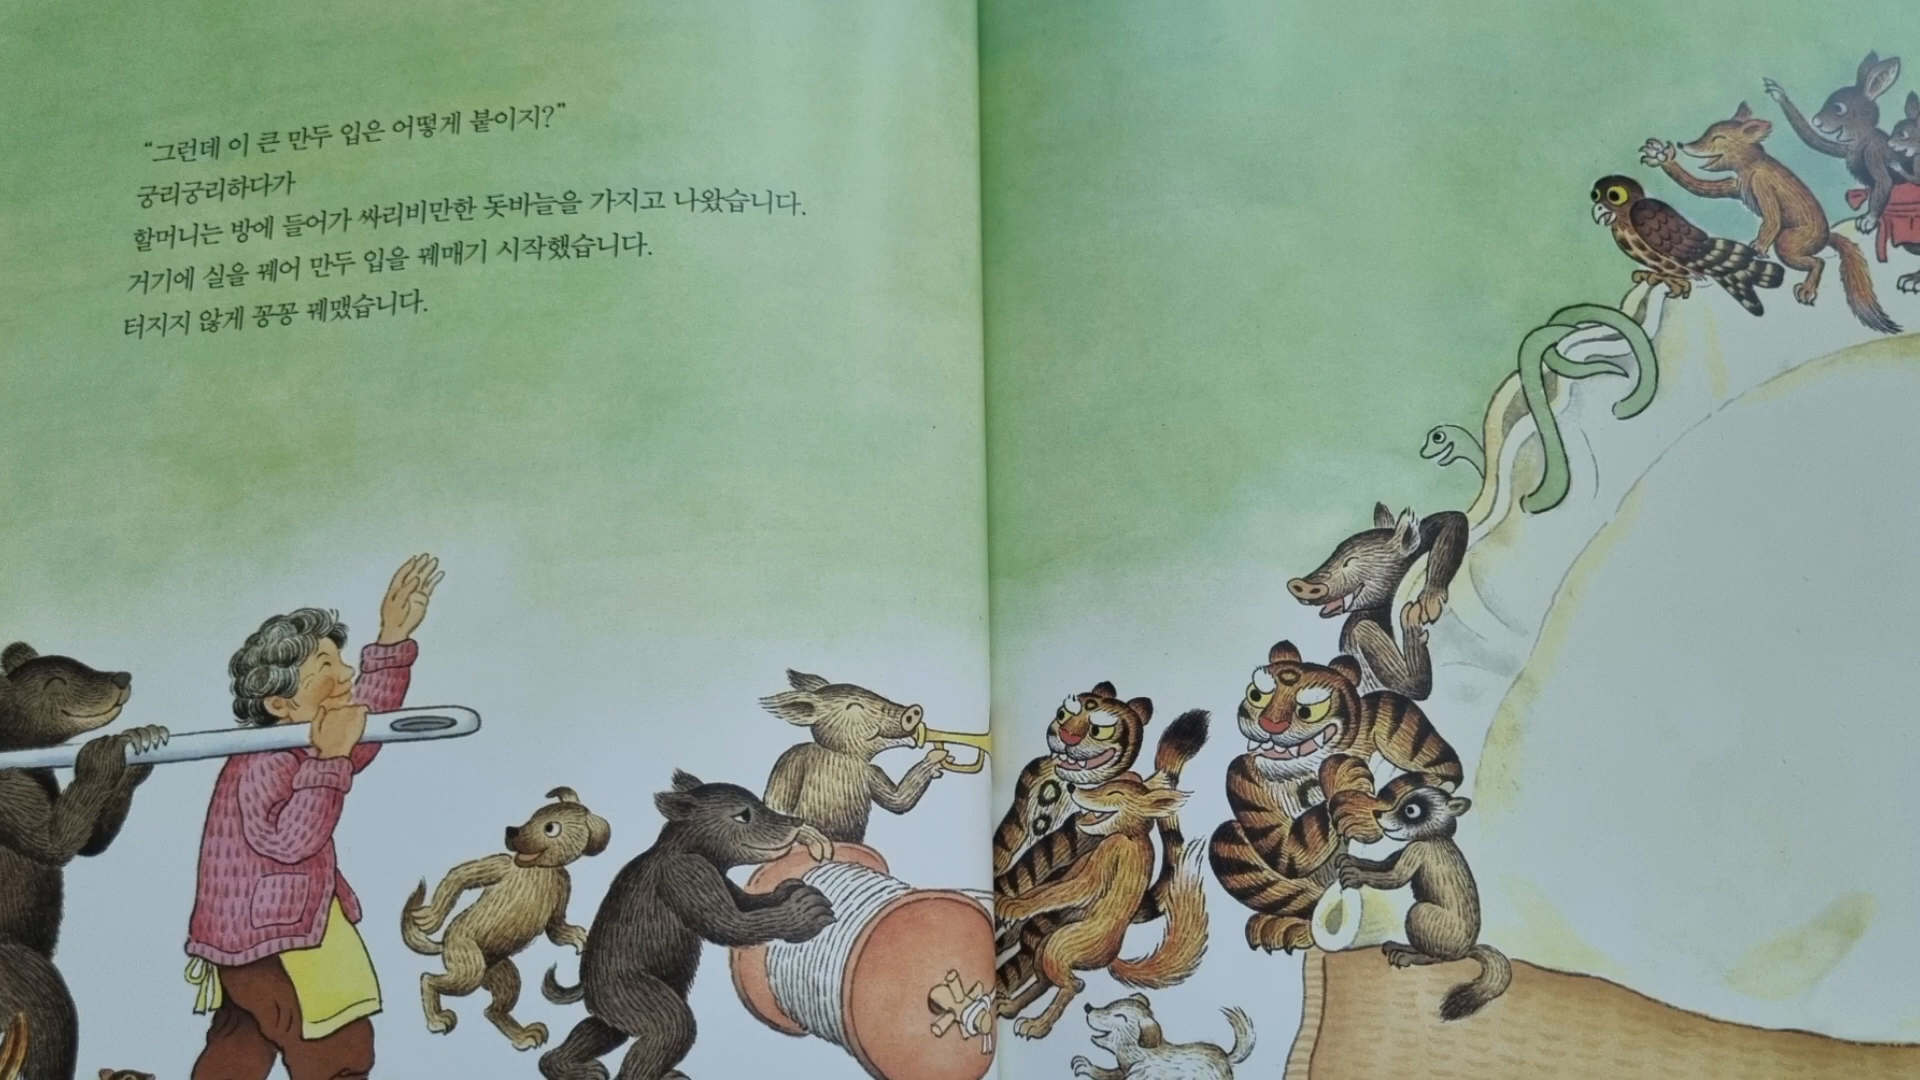 “그런데 이 큰 만두 입은 어떻게 붙이지?”
궁리궁리하다가
할머니는 방에 들어가 싸리비만한 돗바늘을 가지고 나왔습니다.
거기에 실을 꿰어 만두 입을 꿰매기 시작했습니다.
터지지 않게 꽁꽁 꿰맸습니다.